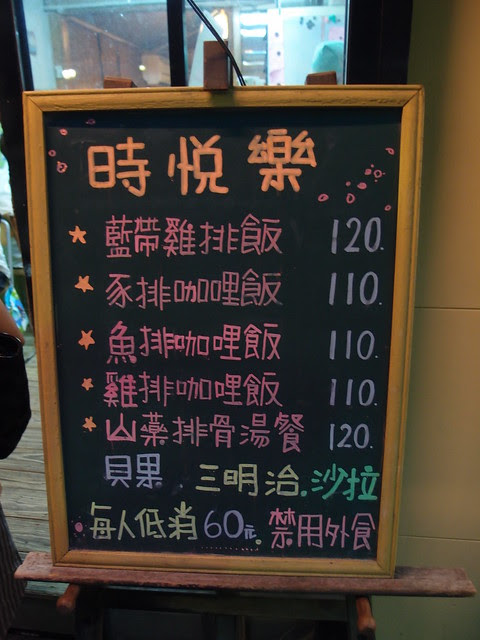 時悅樂
藍帶雞排飯 120.
豕排咖哩飯 110.
魚排咖哩飯 110.
雞排咖哩飯 110.
山藥排骨湯餐 120.
貝果 三明治.沙拉
每人低消60元. 禁用外食